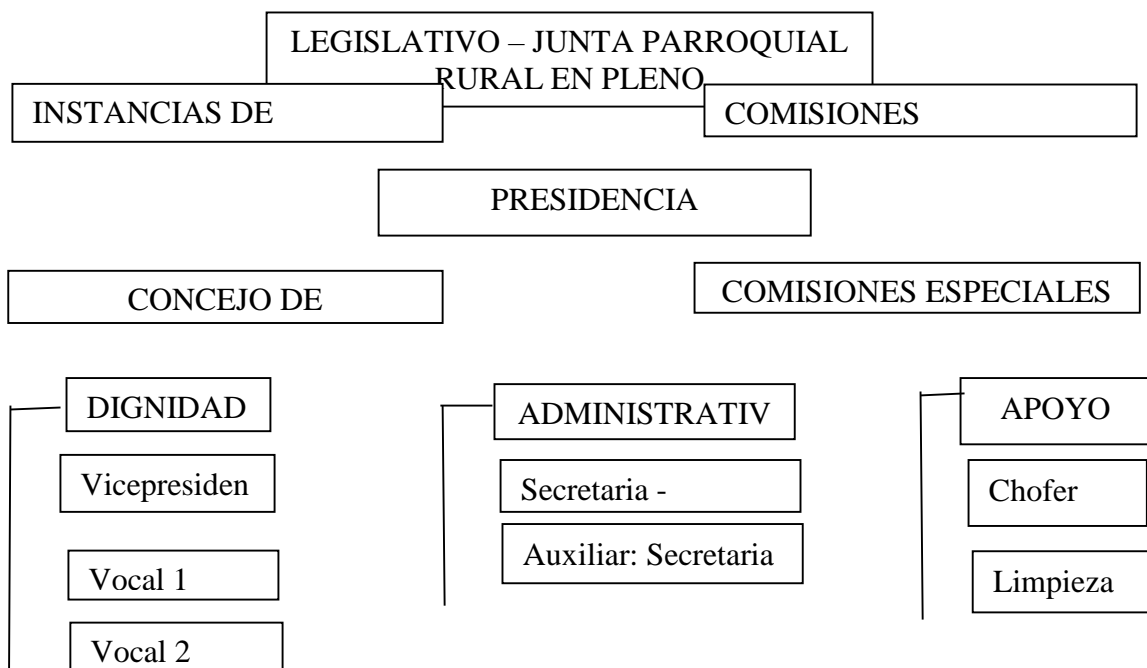 LEGISLATIVO – JUNTA PARROQUIAL
RURAL EN PLENO
INSTANCIAS DE
COMISIONES
PRESIDENCIA
CONCEJO DE
COMISIONES ESPECIALES
DIGNIDAD
ADMINISTRATIV
APOYO
Vicepresiden
Secretaria -
Chofer
Auxiliar: Secretaria
Vocal 1
Limpieza
Vocal 2